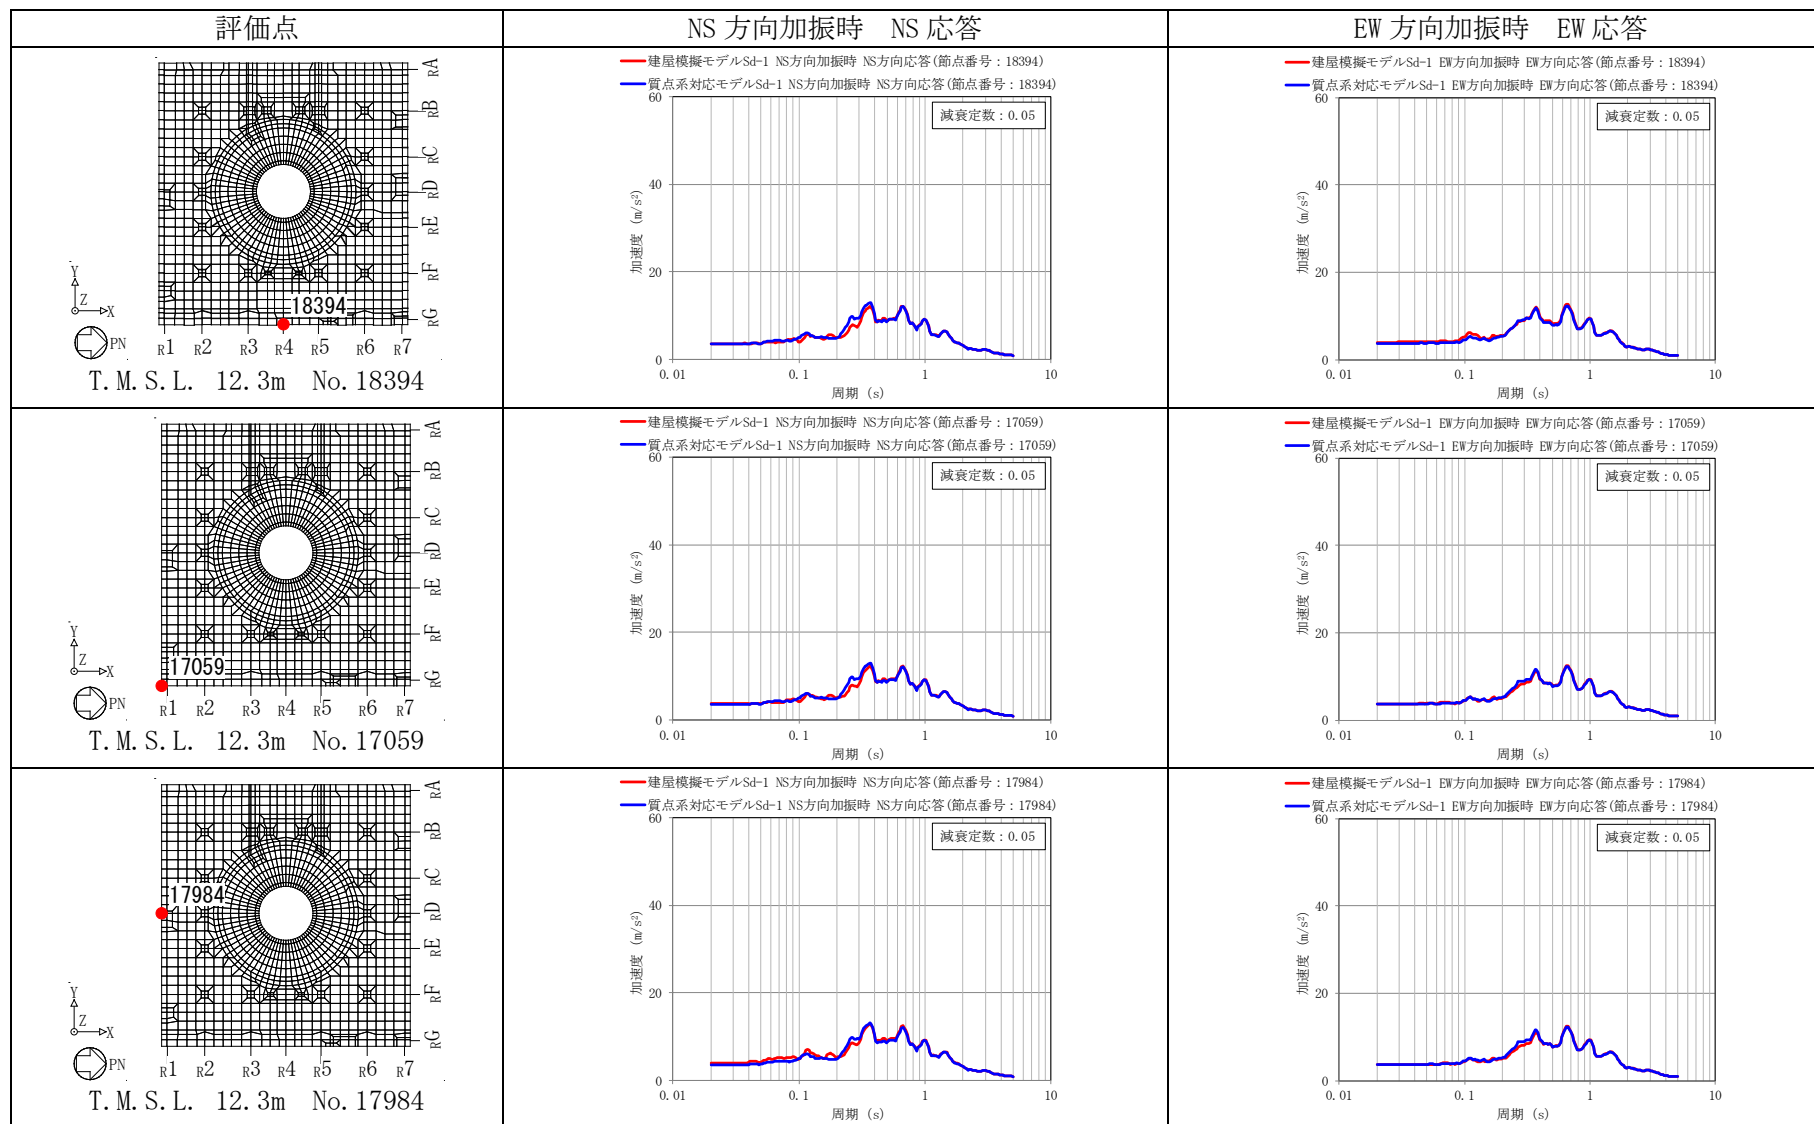 評価点
NS 方向加振時　NS 応答
EW 方向加振時　EW 応答
RA
RB
RC
RD
RE
RF
RG
18394
Y
Z
X
PN
R1 R2 R3 R4 R5 R6 R7
T.M.S.L. 12.3m No.18394
建屋模擬モデルSd-1 NS方向加振時 NS方向応答(節点番号：18394)
質点系対応モデルSd-1 NS方向加振時 NS方向応答(節点番号：18394)
減衰定数：0.05
加速度 (m/s²)
60
40
20
0
0.01 0.1 1 10
周期 (s)
建屋模擬モデルSd-1 EW方向加振時 EW方向応答(節点番号：18394)
質点系対応モデルSd-1 EW方向加振時 EW方向応答(節点番号：18394)
減衰定数：0.05
加速度 (m/s²)
60
40
20
0
0.01 0.1 1 10
周期 (s)
RA
RB
RC
RD
RE
RF
RG
17059
Y
Z
X
PN
R1 R2 R3 R4 R5 R6 R7
T.M.S.L. 12.3m No.17059
建屋模擬モデルSd-1 NS方向加振時 NS方向応答(節点番号：17059)
質点系対応モデルSd-1 NS方向加振時 NS方向応答(節点番号：17059)
減衰定数：0.05
加速度 (m/s²)
60
40
20
0
0.01 0.1 1 10
周期 (s)
建屋模擬モデルSd-1 EW方向加振時 EW方向応答(節点番号：17059)
質点系対応モデルSd-1 EW方向加振時 EW方向応答(節点番号：17059)
減衰定数：0.05
加速度 (m/s²)
60
40
20
0
0.01 0.1 1 10
周期 (s)
RA
RB
RC
RD
RE
RF
RG
17984
Y
Z
X
PN
R1 R2 R3 R4 R5 R6 R7
T.M.S.L. 12.3m No.17984
建屋模擬モデルSd-1 NS方向加振時 NS方向応答(節点番号：17984)
質点系対応モデルSd-1 NS方向加振時 NS方向応答(節点番号：17984)
減衰定数：0.05
加速度 (m/s²)
60
40
20
0
0.01 0.1 1 10
周期 (s)
建屋模擬モデルSd-1 EW方向加振時 EW方向応答(節点番号：17984)
質点系対応モデルSd-1 EW方向加振時 EW方向応答(節点番号：17984)
減衰定数：0.05
加速度 (m/s²)
60
40
20
0
0.01 0.1 1 10
周期 (s)